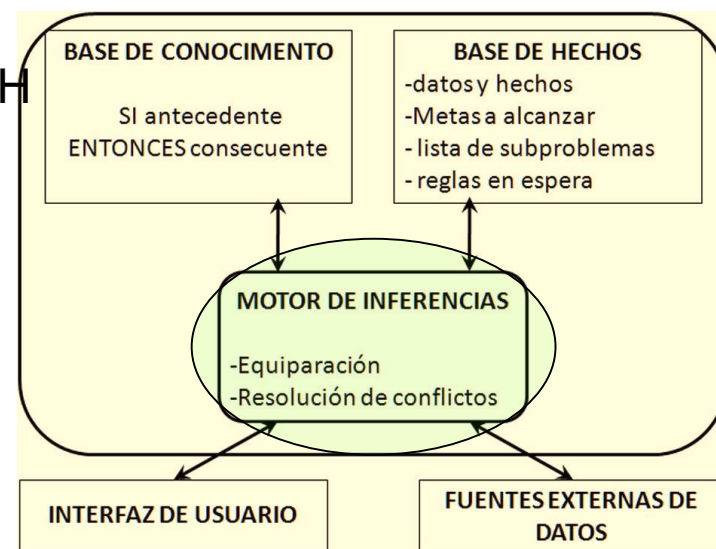 H
BASE DE CONOCIMENTO
SI antecedente
ENTONCES consecuente
BASE DE HECHOS
-datos y hechos
-Metas a alcanzar
- lista de subproblemas
- reglas en espera
MOTOR DE INFERENCIAS
-Equiparación
-Resolución de conflictos
INTERFAZ DE USUARIO
FUENTES EXTERNAS DE
DATOS